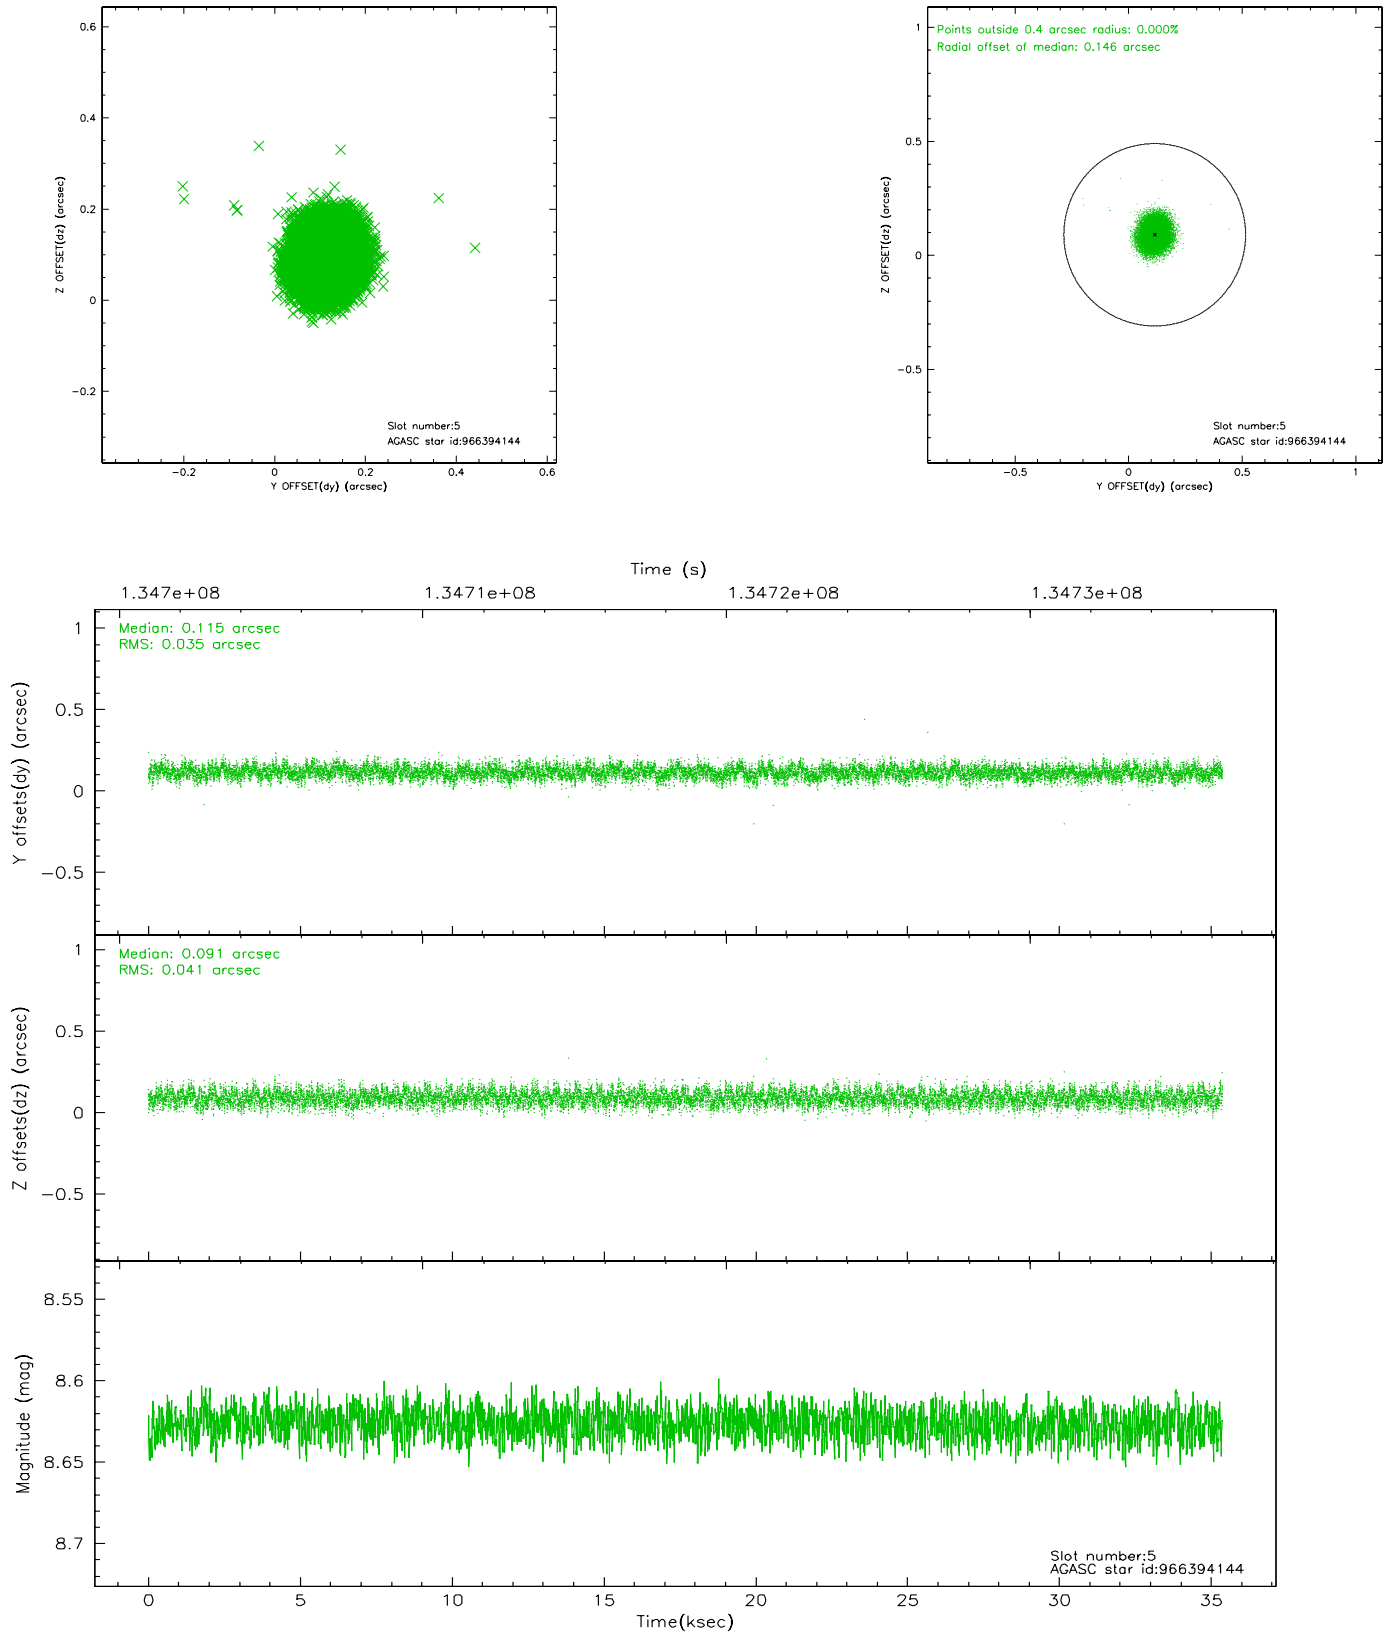 0.6
0.4
0.2
0
−0.2
Z OFFSET(dz) (arcsec)
Slot number:5
AGASC star id:966394144
−0.2 0 0.2 0.4 0.6
Y OFFSET(dy) (arcsec)
Points outside 0.4 arcsec radius: 0.000%
Radial offset of median: 0.146 arcsec
1
0.5
0
−0.5
Z OFFSET(dz) (arcsec)
Slot number:5
AGASC star id:966394144
−0.5 0 0.5 1
Y OFFSET(dy) (arcsec)
Time (s)
1.347e+08 1.3471e+08 1.3472e+08 1.3473e+08
Median: 0.115 arcsec
RMS: 0.035 arcsec
1
0.5
0
−0.5
Y offsets(dy) (arcsec)
Median: 0.091 arcsec
RMS: 0.041 arcsec
1
0.5
0
−0.5
Z offsets(dz) (arcsec)
8.55
8.6
8.65
8.7
Magnitude (mag)
Slot number:5
AGASC star id:966394144
0 5 10 15 20 25 30 35
Time(ksec)